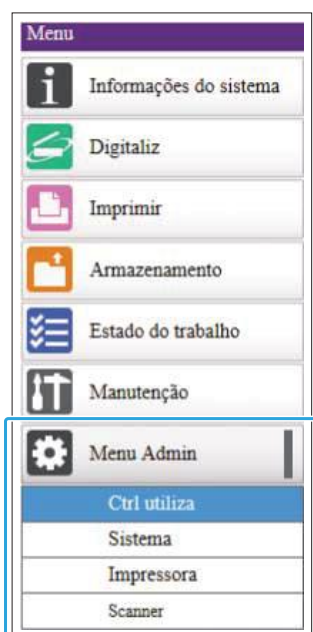 Menu
Informações do sistema
Digitaliz
Imprimir
Armazenamento
Estado do trabalho
Manutenção
Menu Admin
Ctrl utiliza
Sistema
Impressora
Scanner